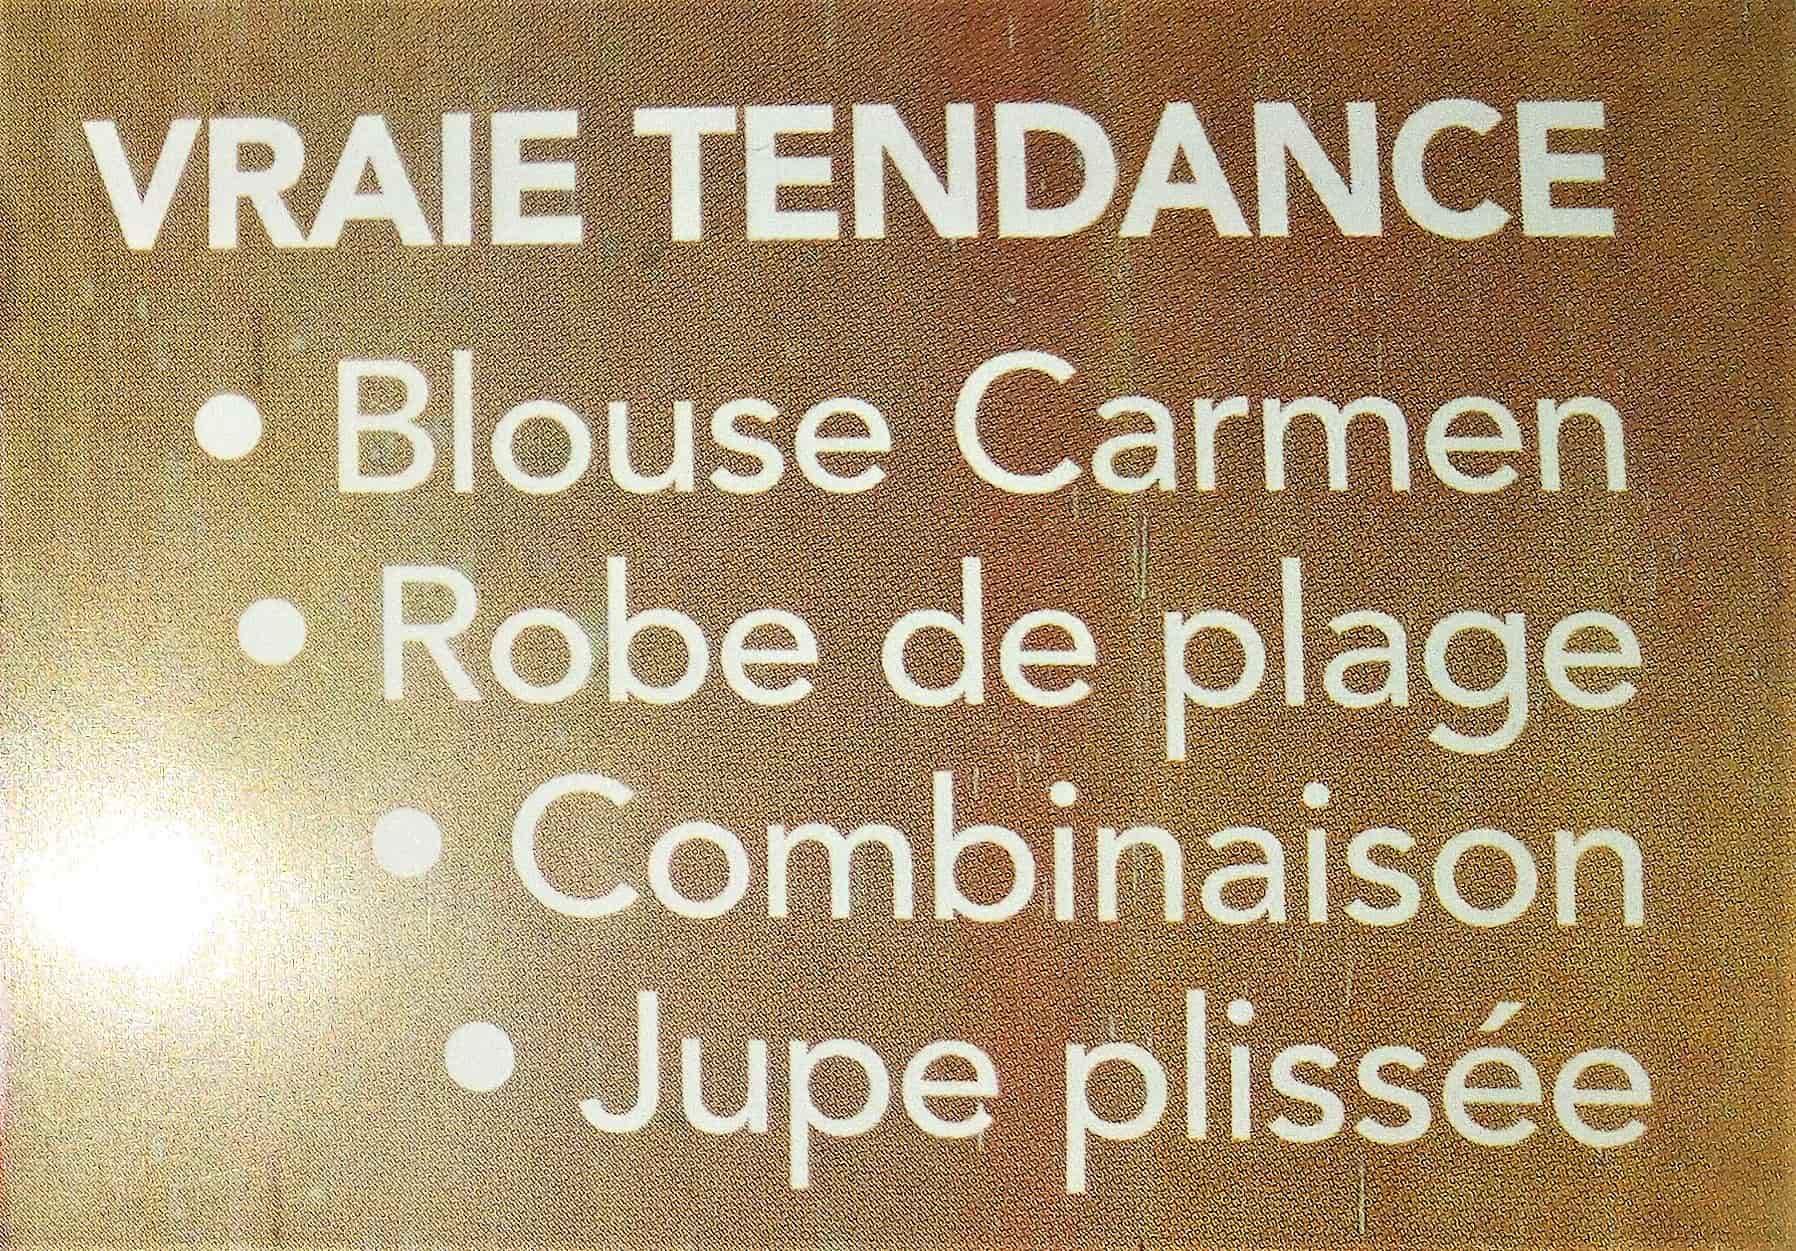 VRAIE TENDANCE
• Blouse Carmen
• Robe de plage
• Combinaison
• Jupe plissée